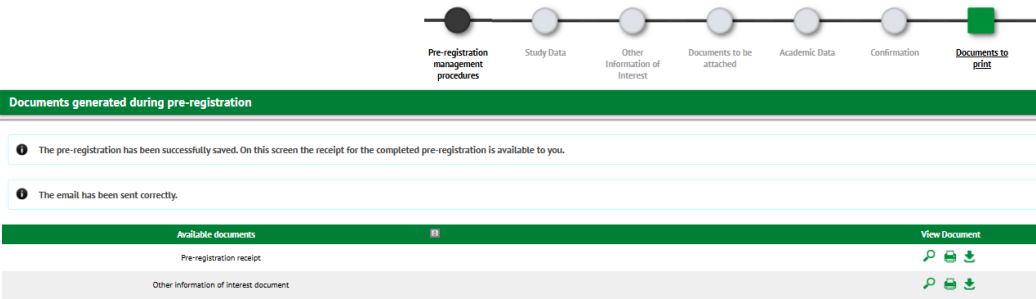 Pre-registration management procedures
Study Data
Other Information of Interest
Documents to be attached
Academic Data
Confirmation
Documents to print
Documents generated during pre-registration
The pre-registration has been successfully saved. On this screen the receipt for the completed pre-registration is available to you.
The email has been sent correctly.
Available documents
View Document
Pre-registration receipt
Other information of interest document